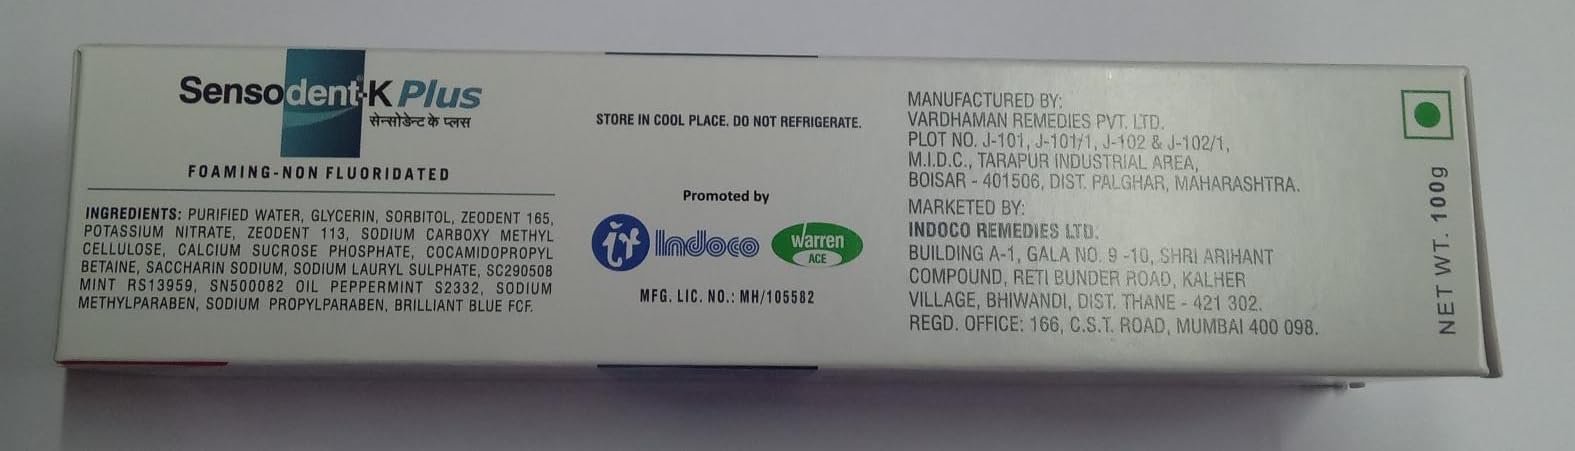 Sensodent®-K Plus
सेन्सोडेन्ट के प्लस
FOAMING-NON FLUORIDATED
INGREDIENTS: PURIFIED WATER, GLYCERIN, SORBITOL, ZEODENT 165,
POTASSIUM NITRATE, ZEODENT 113, SODIUM CARBOXY METHYL
CELLULOSE, CALCIUM SUCROSE PHOSPHATE, COCAMIDOPROPYL
BETAINE, SACCHARIN SODIUM, SODIUM LAURYL SULPHATE, SC290508
MINT RS13959, SN500082 OIL PEPPERMINT S2332, SODIUM
METHYLPARABEN, SODIUM PROPYLPARABEN, BRILLIANT BLUE FCF.
STORE IN COOL PLACE. DO NOT REFRIGERATE.
Promoted by
ir Indoco
warren
ACE
MFG. LIC. NO.: MH/105582
MANUFACTURED BY:
VARDHAMAN REMEDIES PVT. LTD.
PLOT NO. J-101, J-101/1, J-102 & J-102/1,
M.I.D.C., TARAPUR INDUSTRIAL AREA,
BOISAR - 401506, DIST. PALGHAR, MAHARASHTRA.
MARKETED BY:
INDOCO REMEDIES LTD.
BUILDING A-1, GALA NO. 9 -10, SHRI ARIHANT
COMPOUND, RETI BUNDER ROAD, KALHER
VILLAGE, BHIWANDI, DIST. THANE - 421 302.
REGD. OFFICE: 166, C.S.T. ROAD, MUMBAI 400 098.
NET WT. 100g